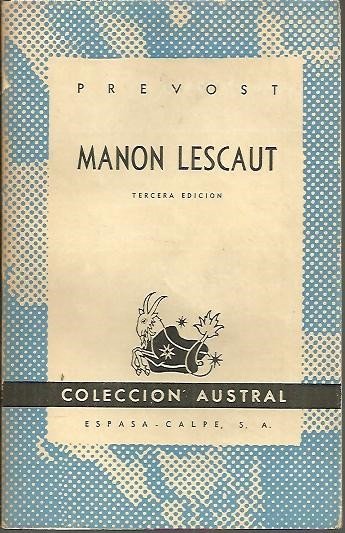 PREVOST
MANON LESCAUT
TERCERA EDICION
COLECCION AUSTRAL
ESPASA-CALPE, S. A.